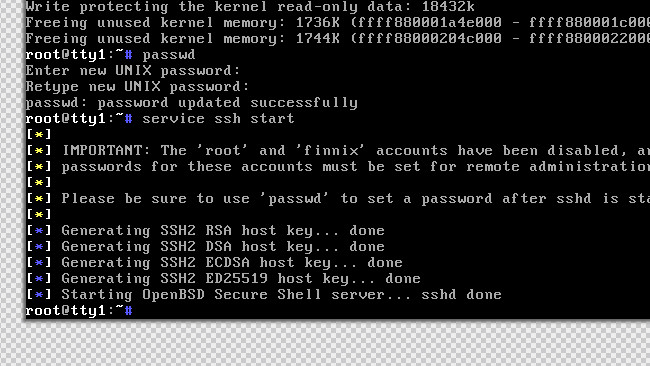 Write protecting the kernel read-only data: 18432k
Freeing unused kernel memory: 1736K (ffff880001a4e000 - ffff880001c00
Freeing unused kernel memory: 1744K (ffff88000204c000 - ffff880002200
root@tty1:~# passwd
Enter new UNIX password:
Retype new UNIX password:
passwd: password updated successfully
root@tty1:~# service ssh start
[*]
[*] IMPORTANT: The 'root' and 'finnix' accounts have been disabled, an
[*] passwords for these accounts must be set for remote administration
[*]
[*] Please be sure to use 'passwd' to set a password after sshd is sta
[*]
[*] Generating SSH2 RSA host key... done
[*] Generating SSH2 DSA host key... done
[*] Generating SSH2 ECDSA host key... done
[*] Generating SSH2 ED25519 host key... done
[*] Starting OpenBSD Secure Shell server... sshd done
root@tty1:~#